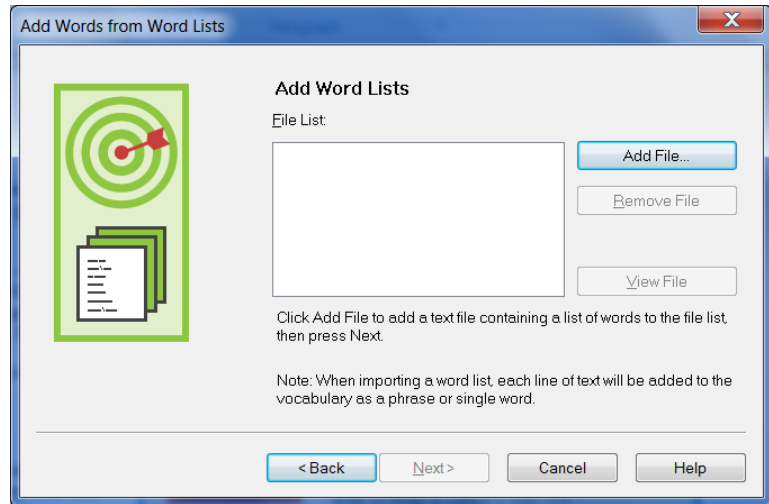 Add Words from Word Lists
Add Word Lists
File List:
Add File...
Remove File
View File
Click Add File to add a text file containing a list of words to the file list,
then press Next.
Note: When importing a word list, each line of text will be added to the
vocabulary as a phrase or single word.
< Back
Next >
Cancel
Help